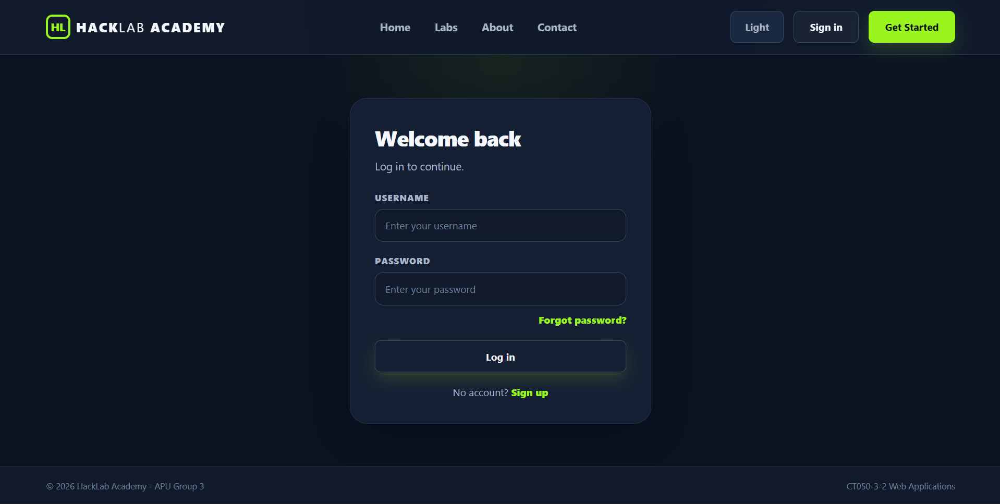 HL HACKLAB ACADEMY
Home Labs About Contact
Light Sign in Get Started
Welcome back
Log in to continue.
USERNAME
Enter your username
PASSWORD
Enter your password
Forgot password?
Log in
No account? Sign up
© 2026 HackLab Academy - APU Group 3
CT050-3-2 Web Applications